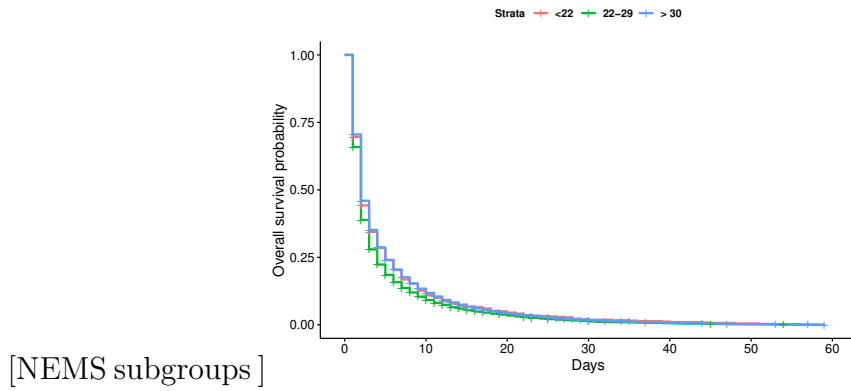 Strata <22 22−29 > 30
1.00
0.75
0.50
0.25
0.00
Overall survival probability
0 10 20 30 40 50 60
Days
[NEMS subgroups ]